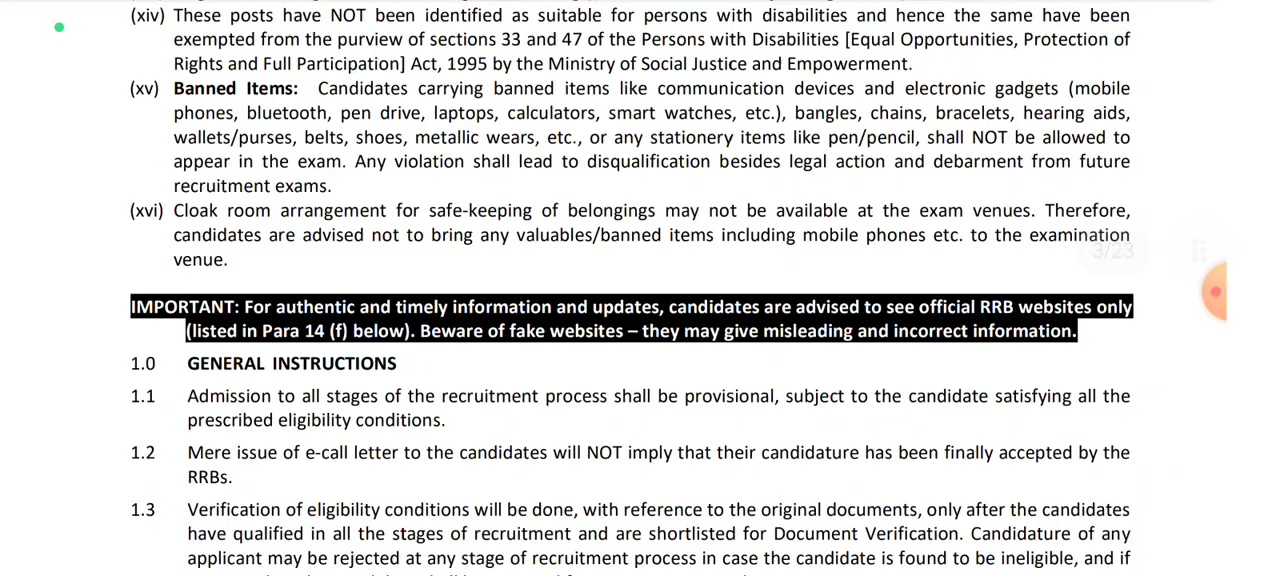 (xiv) These posts have NOT been identified as suitable for persons with disabilities and hence the same have been
exempted from the purview of sections 33 and 47 of the Persons with Disabilities [Equal Opportunities, Protection of
Rights and Full Participation] Act, 1995 by the Ministry of Social Justice and Empowerment.
(xv) Banned Items: Candidates carrying banned items like communication devices and electronic gadgets (mobile
phones, bluetooth, pen drive, laptops, calculators, smart watches, etc.), bangles, chains, bracelets, hearing aids,
wallets/purses, belts, shoes, metallic wears, etc., or any stationery items like pen/pencil, shall NOT be allowed to
appear in the exam. Any violation shall lead to disqualification besides legal action and debarment from future
recruitment exams.
(xvi) Cloak room arrangement for safe-keeping of belongings may not be available at the exam venues. Therefore,
candidates are advised not to bring any valuables/banned items including mobile phones etc. to the examination
venue.
3/23
IMPORTANT: For authentic and timely information and updates, candidates are advised to see official RRB websites only
(listed in Para 14 (f) below). Beware of fake websites – they may give misleading and incorrect information.
1.0 GENERAL INSTRUCTIONS
1.1 Admission to all stages of the recruitment process shall be provisional, subject to the candidate satisfying all the
prescribed eligibility conditions.
1.2 Mere issue of e-call letter to the candidates will NOT imply that their candidature has been finally accepted by the
RRBs.
1.3 Verification of eligibility conditions will be done, with reference to the original documents, only after the candidates
have qualified in all the stages of recruitment and are shortlisted for Document Verification. Candidature of any
applicant may be rejected at any stage of recruitment process in case the candidate is found to be ineligible, and if